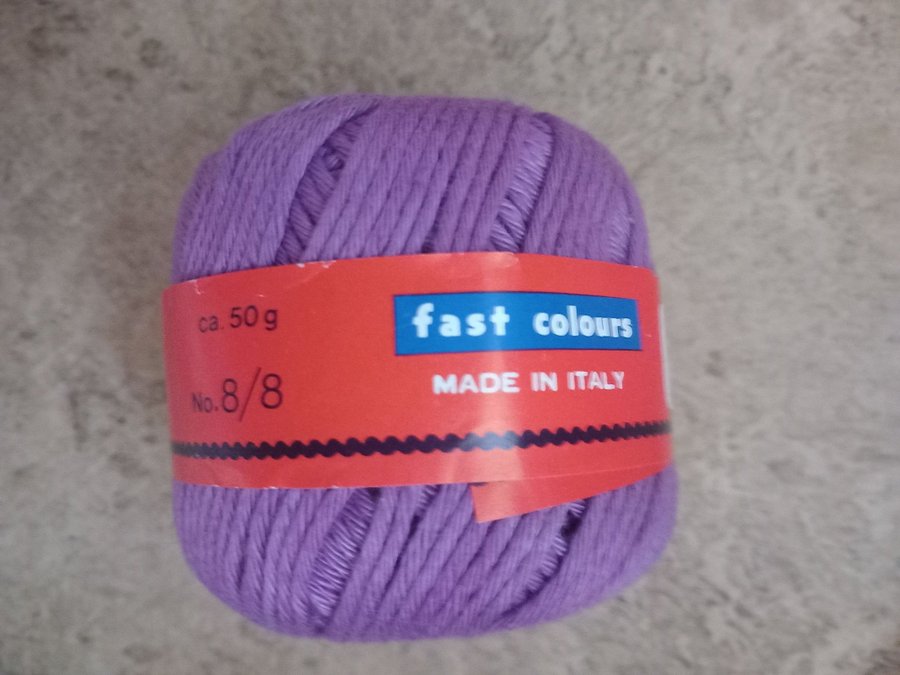 ca. 50 g
No. 8/8
fast colours
MADE IN ITALY